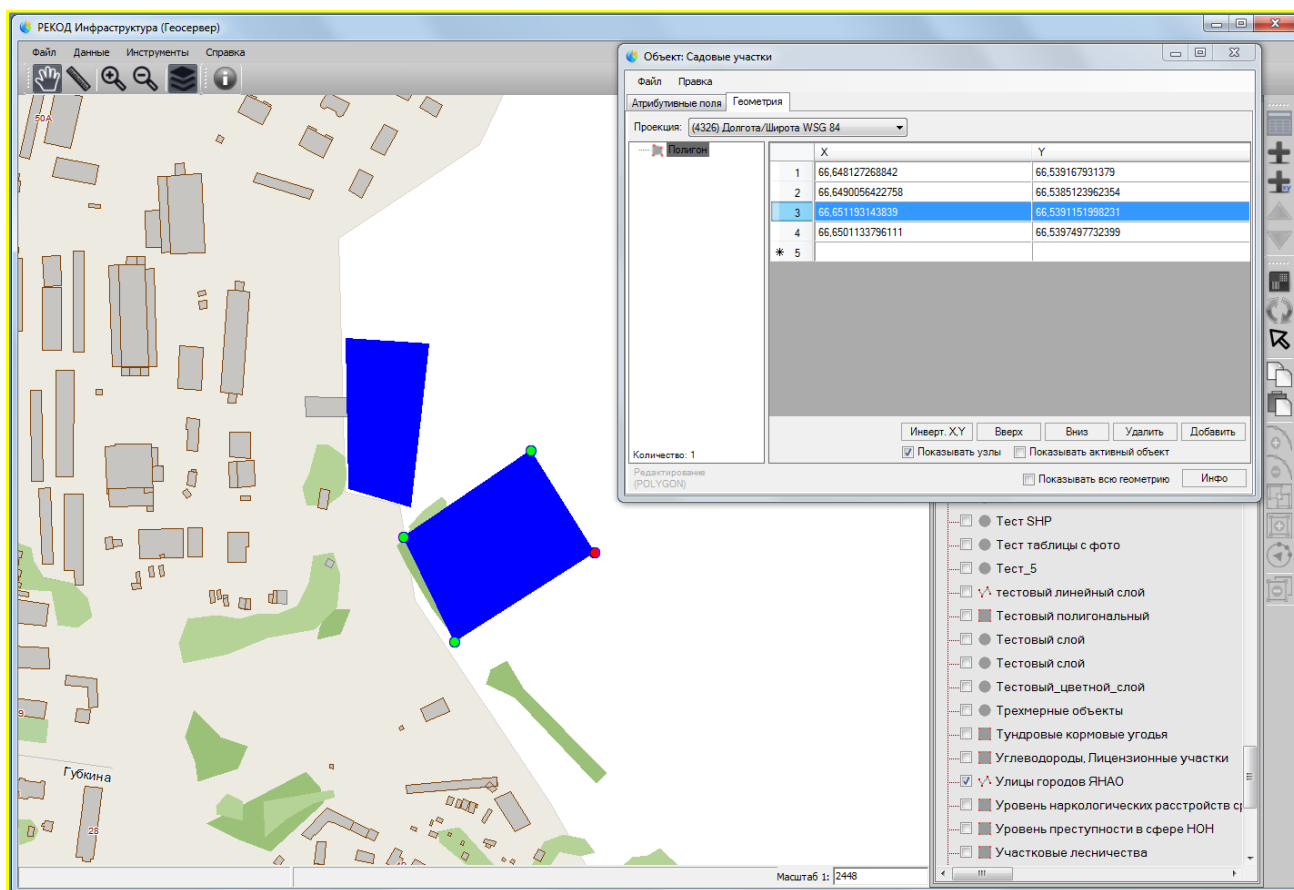 РЕКОД Инфраструктура (Геосервер)
Файл Данные Инструменты Справка
Объект: Садовые участки
Файл Правка
Атрибутивные поля Геометрия
Проекция: (4326) Долгота/Широта WSG 84
Полигон
X Y
1 66,648127268842 66,539167931379
2 66,6490056422758 66,5385123962354
3 66,651193143839 66,5391151998231
4 66,6501133796111 66,5397497732399
* 5
Инверт. X,Y Вверх Вниз Удалить Добавить
Показывать узлы Показывать активный объект
Количество: 1
Редактирование
(POLYGON)
Показывать всю геометрию Инфо
50А
Губкина
28
Тест SHP
Тест таблицы с фото
Тест_5
тестовый линейный слой
Тестовый полигональный
Тестовый слой
Тестовый слой
Тестовый_цветной_слой
Трехмерные объекты
Тундровые кормовые угодья
Углеводороды, Лицензионные участки
Улицы городов ЯНАО
Уровень наркологических расстройств
Уровень преступности в сфере НОН
Участковые лесничества
Масштаб 1: 2448